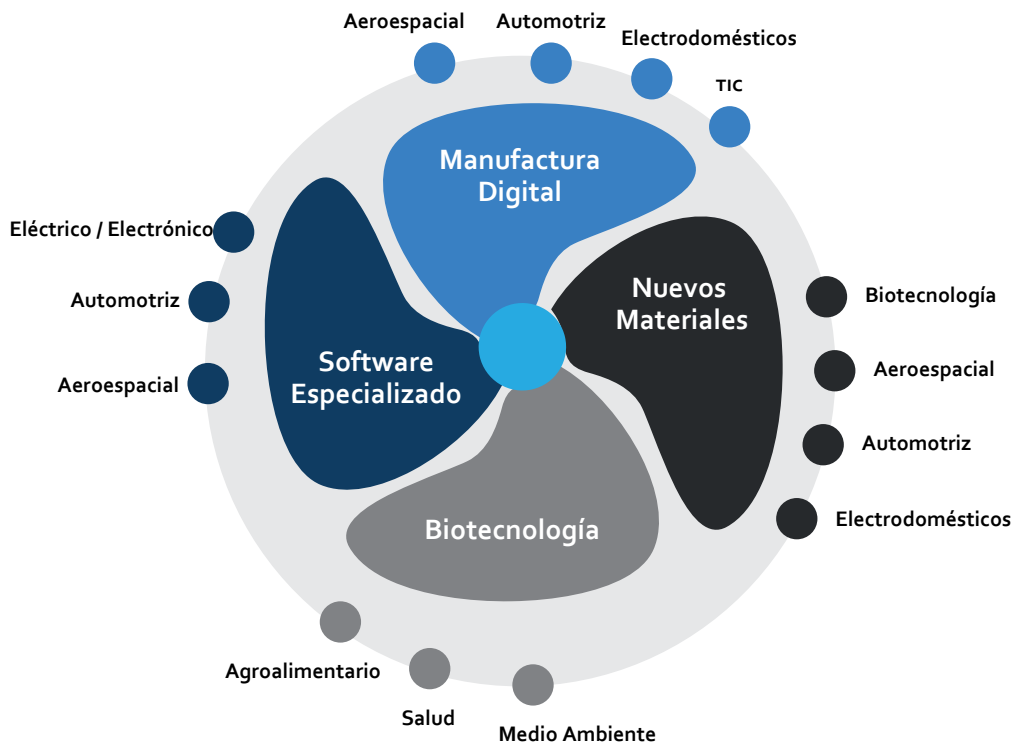 Aeroespacial
Automotriz
Electrodomésticos
TIC
Manufactura
Digital
Eléctrico / Electrónico
Automotriz
Aeroespacial
Software
Especializado
Nuevos
Materiales
Biotecnología
Aeroespacial
Automotriz
Electrodomésticos
Biotecnología
Agroalimentario
Salud
Medio Ambiente